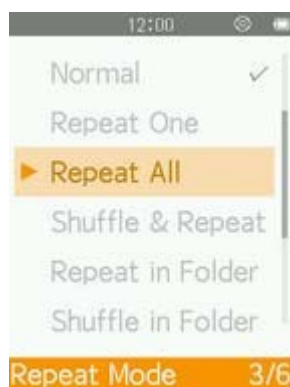 12:00
Normal
Repeat One
Repeat All
Shuffle & Repeat
Repeat in Folder
Shuffle in Folder
Repeat Mode 3/6